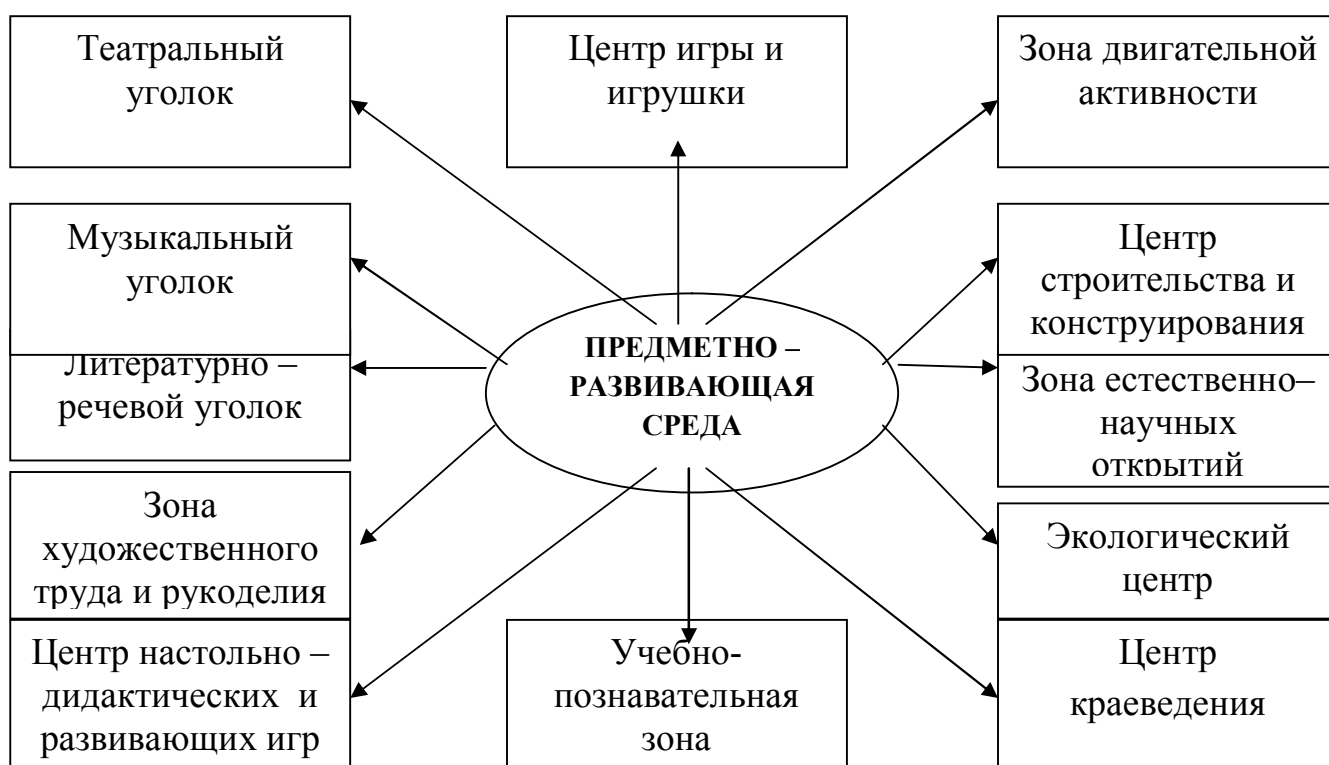 Театральный
уголок
Центр игры и
игрушки
Зона двигательной
активности
Музыкальный
уголок
Центр
строительства и
конструирования
Литературно –
речевой уголок
ПРЕДМЕТНО –
РАЗВИВАЮЩАЯ
СРЕДА
Зона естественно–
научных
открытий
Зона
художественного
труда и рукоделия
Экологический
центр
Центр настольно –
дидактических и
развивающих игр
Учебно-
познавательная
зона
Центр
краеведения